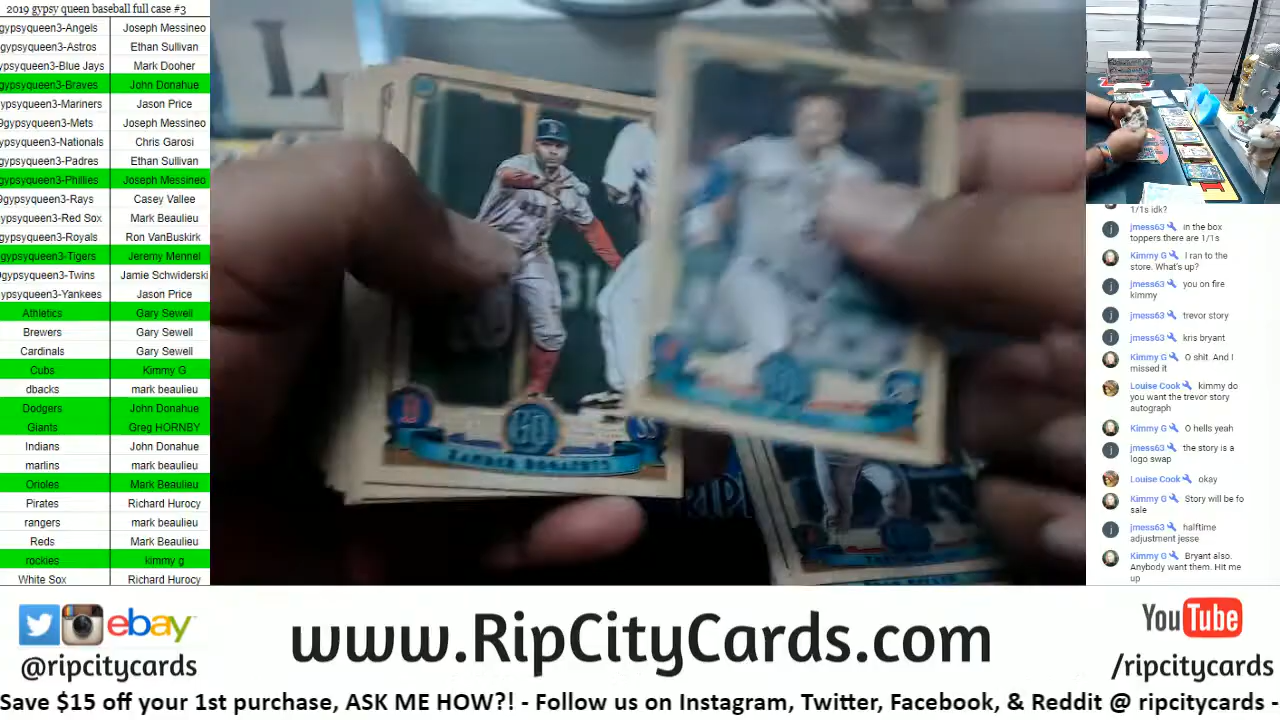 2019 gypsy queen baseball full case #3
gypsyqueen3-Angels Joseph Messineo
gypsyqueen3-Astros Ethan Sullivan
gypsyqueen3-Blue Jays Mark Dooher
gypsyqueen3-Braves John Donahue
gypsyqueen3-Mariners Jason Price
9gypsyqueen3-Mets Joseph Messineo
gypsyqueen3-Nationals Chris Garosi
gypsyqueen3-Padres Ethan Sullivan
gypsyqueen3-Phillies Joseph Messineo
9gypsyqueen3-Rays Casey Vallee
gypsyqueen3-Red Sox Mark Beaulieu
gypsyqueen3-Royals Ron VanBuskirk
gypsyqueen3-Tigers Jeremy Mennel
gypsyqueen3-Twins Jamie Schwiderski
gypsyqueen3-Yankees Jason Price
Athletics Gary Sewell
Brewers Gary Sewell
Cardinals Gary Sewell
Cubs Kimmy G
dbacks mark beaulieu
Dodgers John Donahue
Giants Greg HORNBY
Indians John Donahue
marlins mark beaulieu
Orioles Mark Beaulieu
Pirates Richard Hurocy
rangers mark beaulieu
Reds Mark Beaulieu
rockies kimmy g
White Sox Richard Hurocy
1/1s idk?
jmess63 in the box
toppers there are 1/1s
Kimmy G I ran to the
store. What's up?
jmess63 you on fire
kimmy
jmess63 trevor story
jmess63 kris bryant
Kimmy G O shit. And I
missed it
Louise Cook kimmy do
you want the trevor story
autograph
Kimmy G O hells yeah
jmess63 the story is a
logo swap
Louise Cook okay
Kimmy G Story will be fo
sale
jmess63 halftime
adjustment jesse
Kimmy G Bryant also.
Anybody want them. Hit me
up
ebay
@ripcitycards
www.RipCityCards.com
YouTube
/ripcitycards
Save $15 off your 1st purchase, ASK ME HOW?! - Follow us on Instagram, Twitter, Facebook, & Reddit @ ripcitycards -